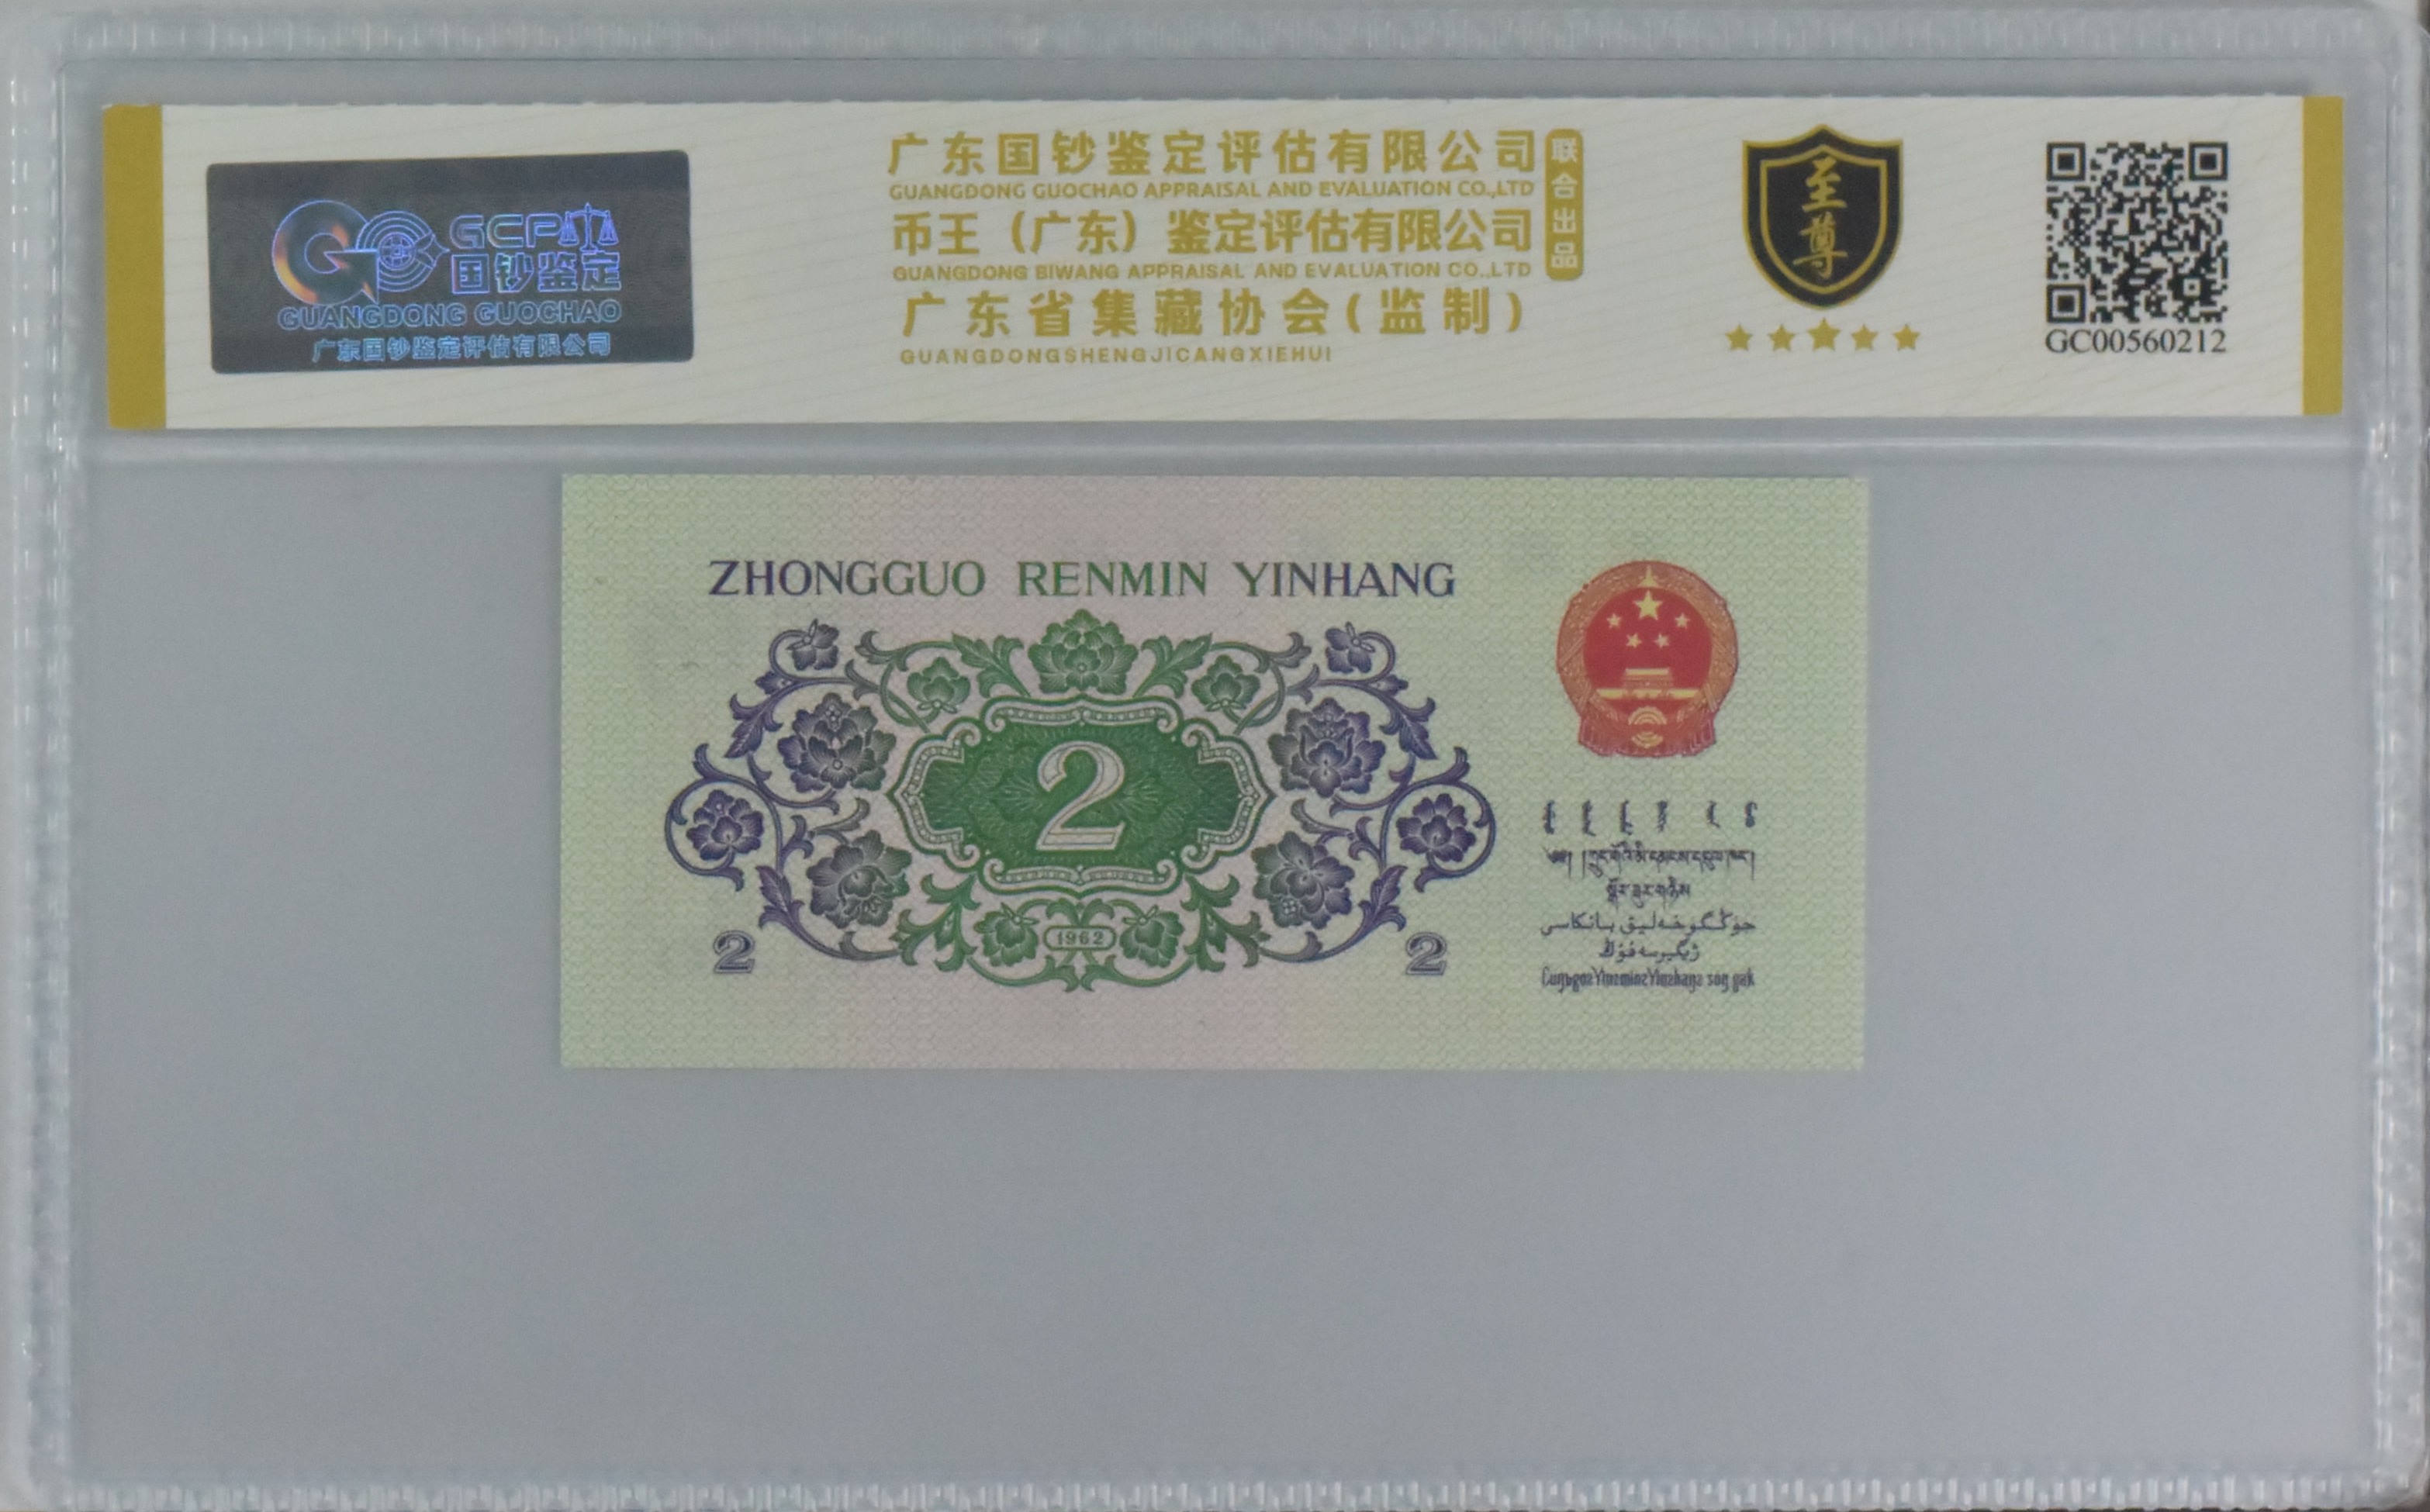 GCP
国钞鉴定
GUANGDONG GUOCHAO
广东国钞鉴定评估有限公司
广东国钞鉴定评估有限公司
GUANGDONG GUOCHAO APPRAISAL AND EVALUATION CO.,LTD
币王（广东）鉴定评估有限公司
GUANGDONG BIWANG APPRAISAL AND EVALUATION CO.,LTD
广东省集藏协会(监制)
GUANGDONGSHENGJICANGXIEHUI
联合出品
至尊
GC00560212
ZHONGGUO RENMIN YINHANG
2
1962
2
2